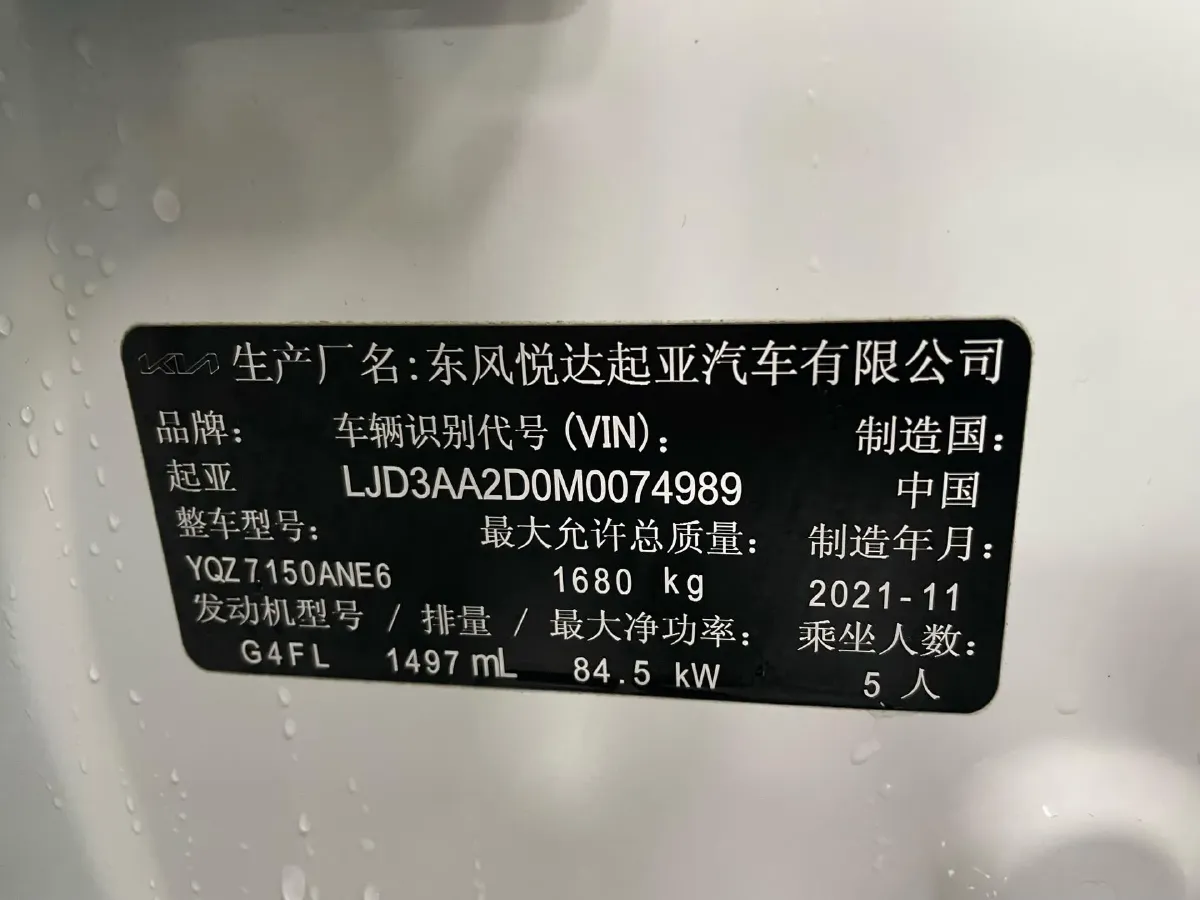 KIA 生产厂名:东风悦达起亚汽车有限公司
品牌: 车辆识别代号(VIN): 制造国:
起亚 LJD3AA2D0M0074989 中国
整车型号: 最大允许总质量: 制造年月:
YQZ7150ANE6 1680 kg 2021-11
发动机型号 / 排量 / 最大净功率: 乘坐人数:
G4FL 1497 mL 84.5 kW 5 人